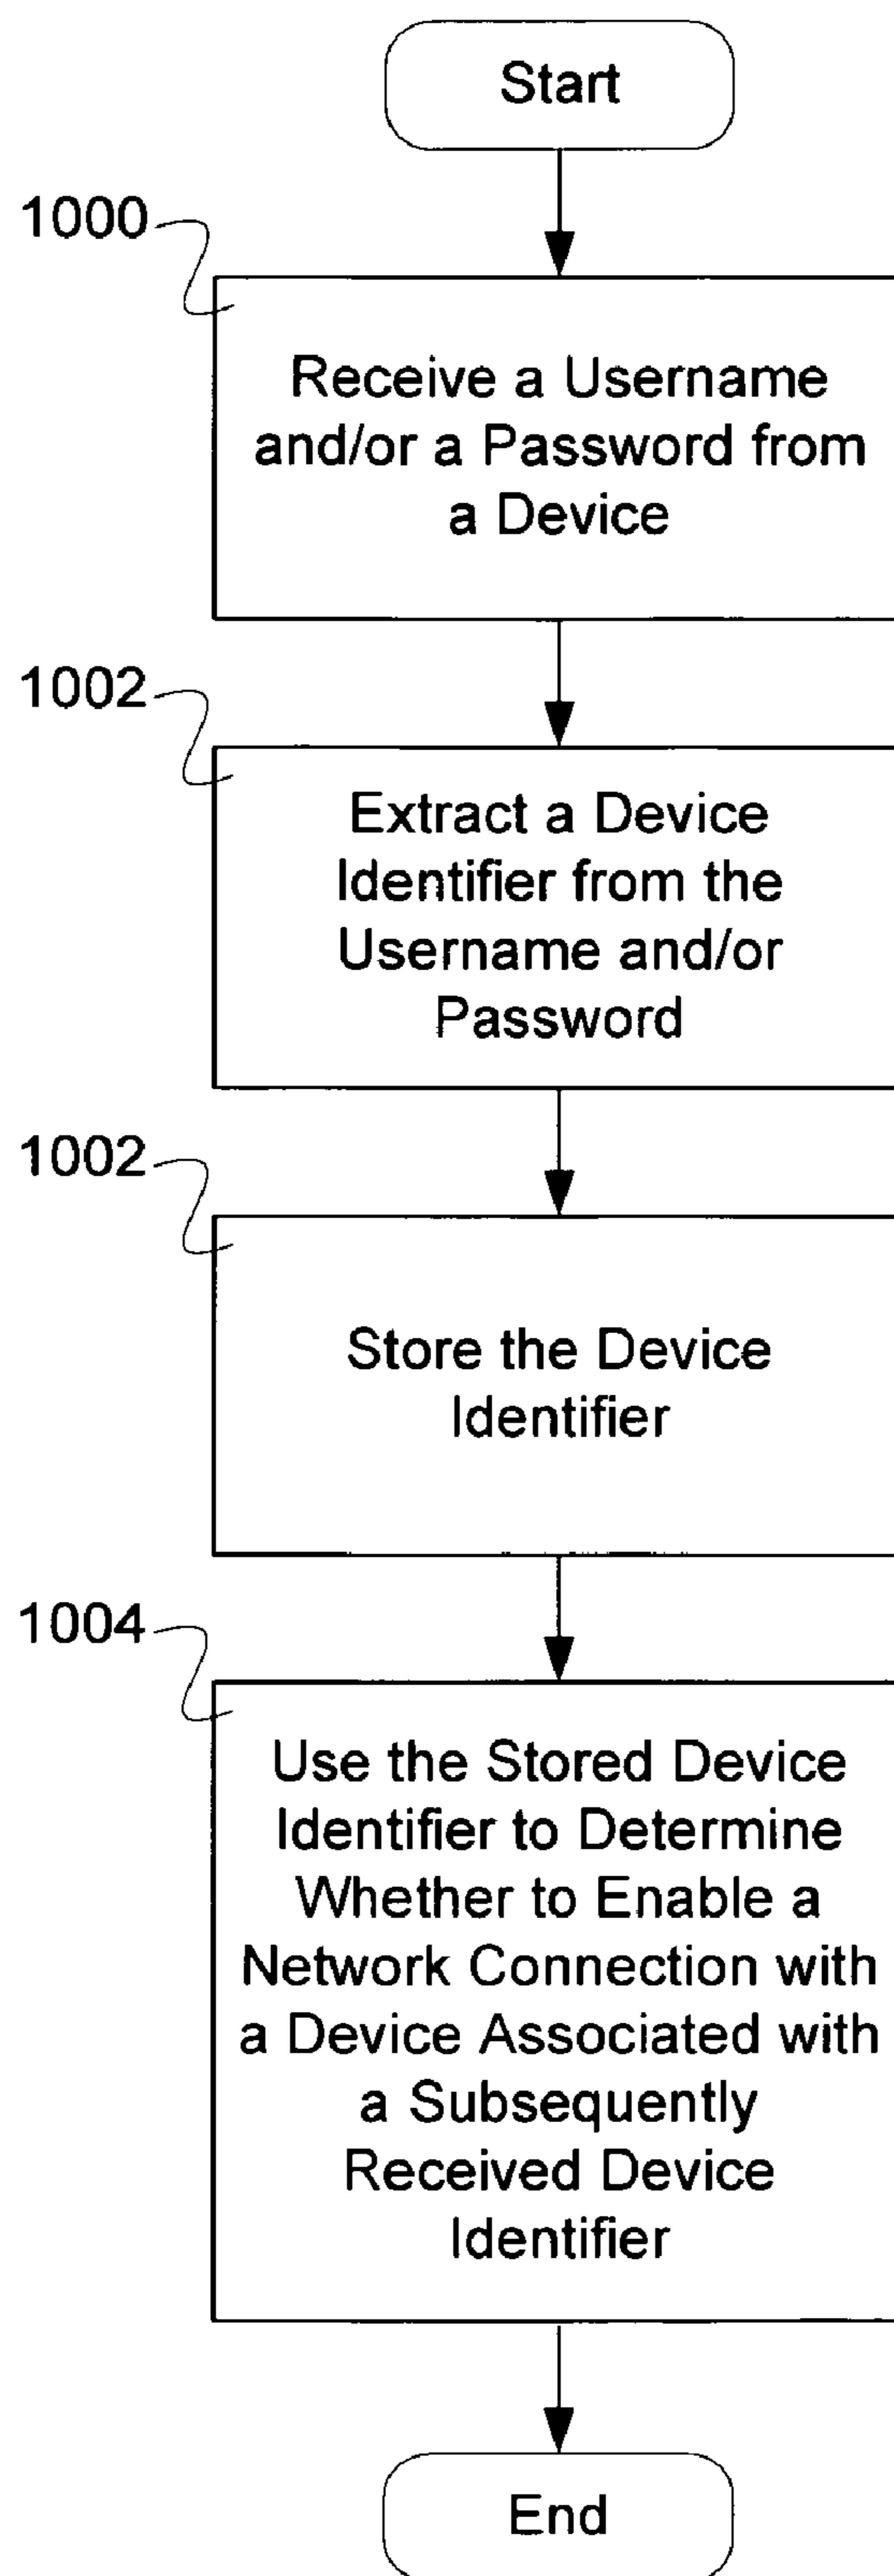 Start
1000
Receive a Username
and/or a Password from
a Device
1002
Extract a Device
Identifier from the
Username and/or
Password
1002
Store the Device
Identifier
1004
Use the Stored Device
Identifier to Determine
Whether to Enable a
Network Connection with
a Device Associated with
a Subsequently
Received Device
Identifier
End